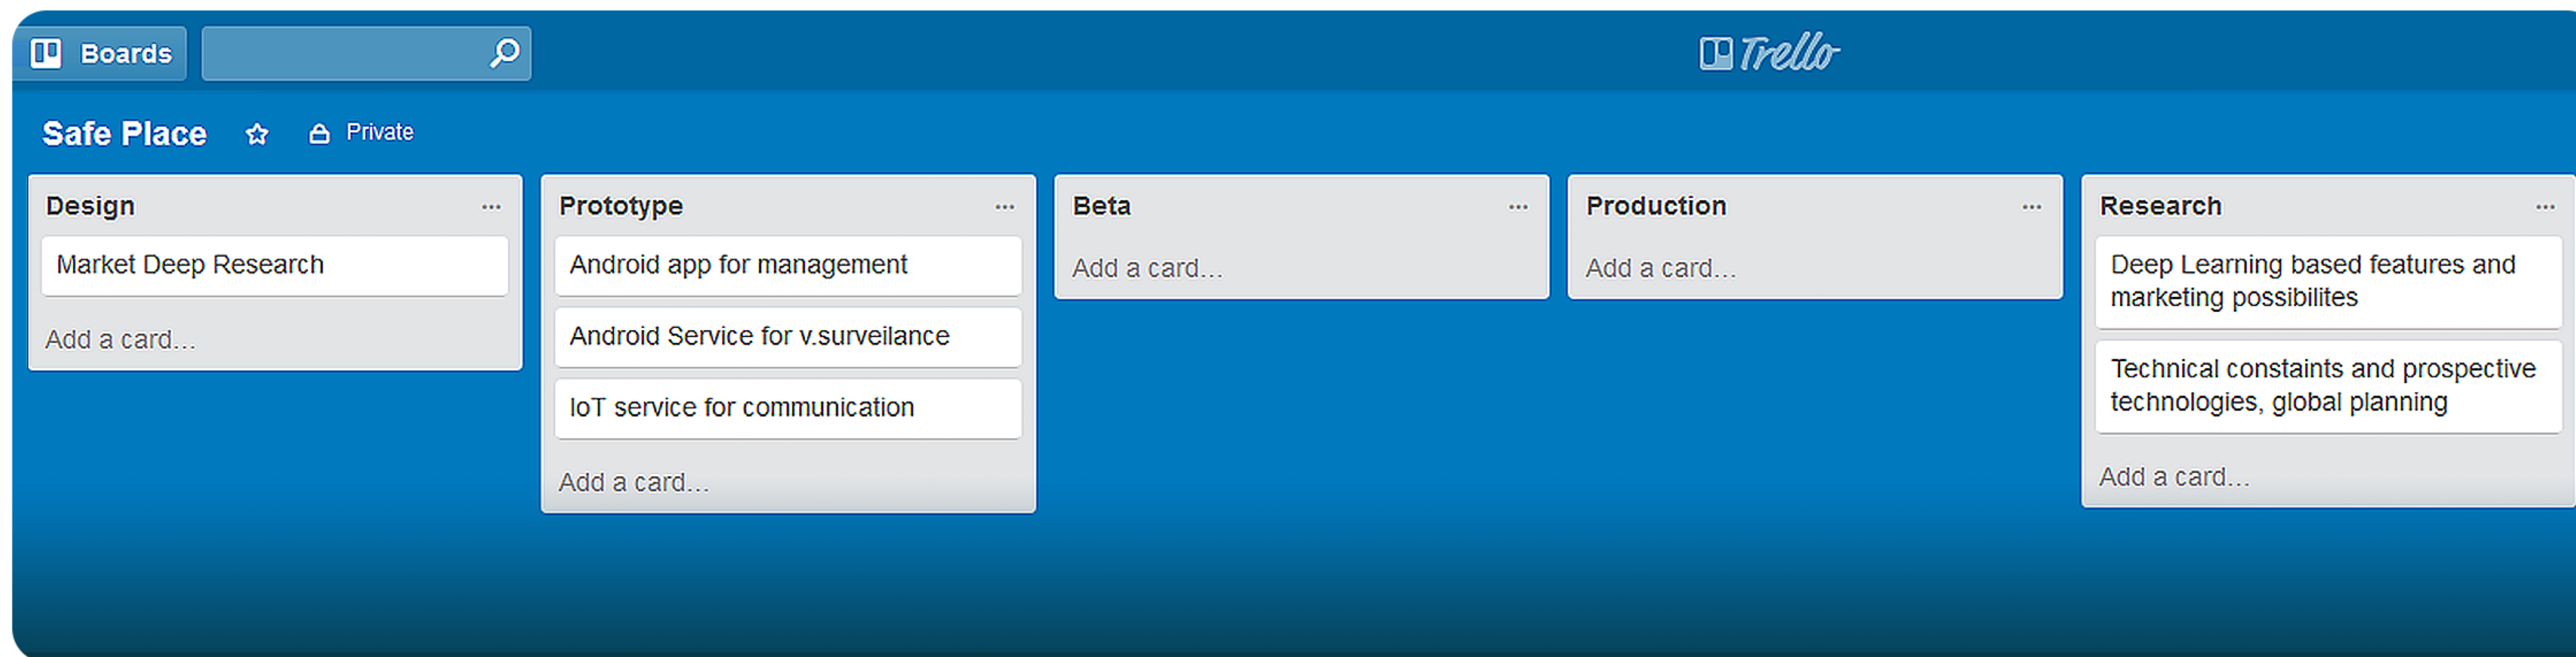 Boards
Trello
Safe Place
Private
Design
Market Deep Research
Add a card...
Prototype
Android app for management
Android Service for v.surveilance
IoT service for communication
Add a card...
Beta
Add a card...
Production
Add a card...
Research
Deep Learning based features and
marketing possibilites
Technical constaints and prospective
technologies, global planning
Add a card...